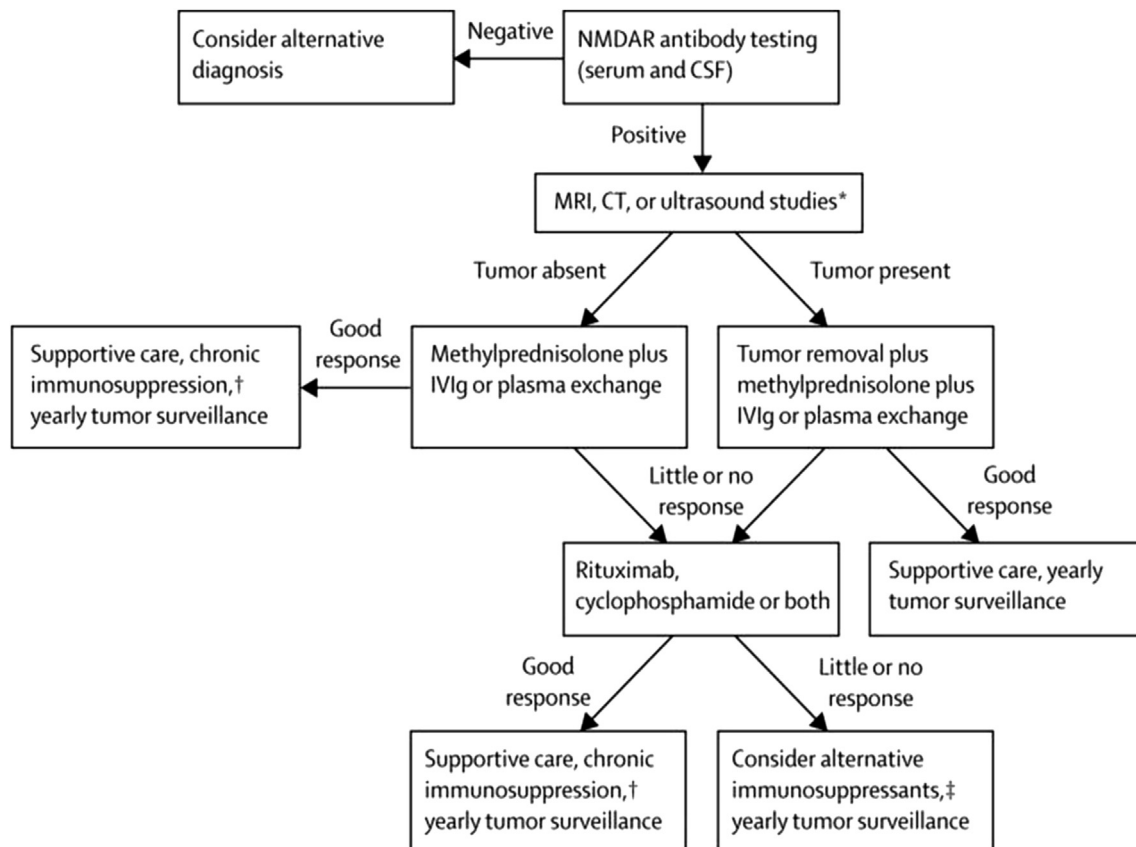 Consider alternative
diagnosis
Negative
NMDAR antibody testing
(serum and CSF)
Positive
MRI, CT, or ultrasound studies*
Tumor absent
Tumor present
Supportive care, chronic
immunosuppression,†
yearly tumor surveillance
Good
response
Methylprednisolone plus
IVIg or plasma exchange
Tumor removal plus
methylprednisolone plus
IVIg or plasma exchange
Little or no
response
Good
response
Rituximab,
cyclophosphamide or both
Supportive care, yearly
tumor surveillance
Good
response
Little or no
response
Supportive care, chronic
immunosuppression,†
yearly tumor surveillance
Consider alternative
immunosuppressants,‡
yearly tumor surveillance